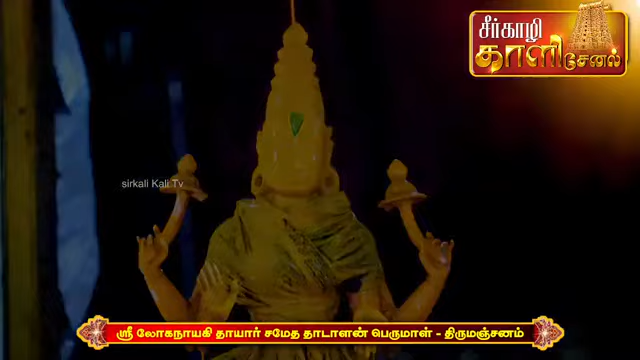 சீர்காழி
காளி சேனல்
sirkali Kali Tv
ஸ்ரீ லோகநாயகி தாயார் சமேத தாடாளன் பெருமாள் - திருமஞ்சனம்